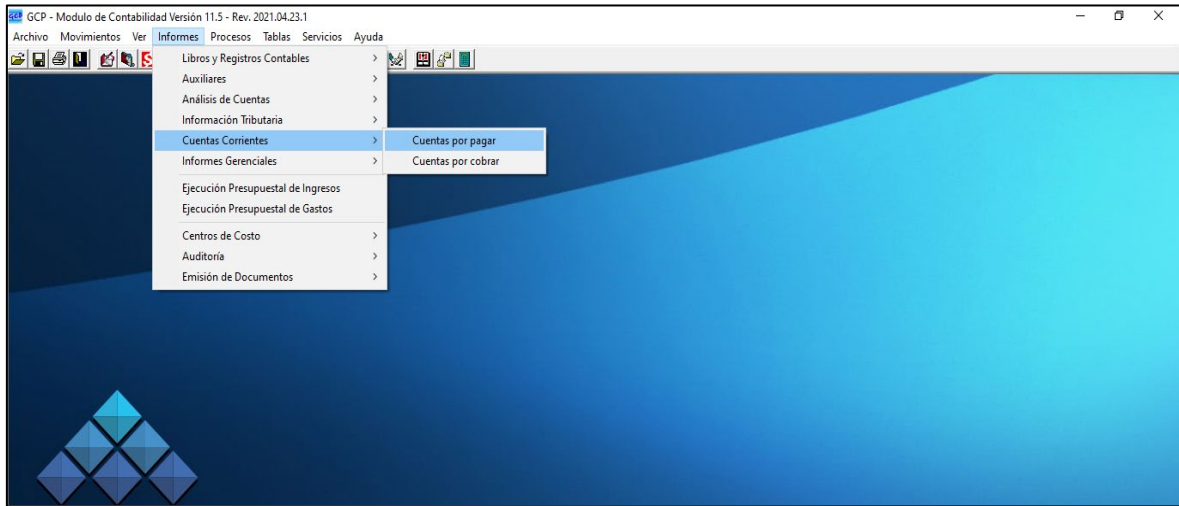 GCP - Modulo de Contabilidad Versión 11.5 - Rev. 2021.04.23.1
Archivo Movimientos Ver Informes Procesos Tablas Servicios Ayuda
Libros y Registros Contables
Auxiliares
Análisis de Cuentas
Información Tributaria
Cuentas Corrientes
Cuentas por pagar
Informes Gerenciales
Cuentas por cobrar
Ejecución Presupuestal de Ingresos
Ejecución Presupuestal de Gastos
Centros de Costo
Auditoría
Emisión de Documentos